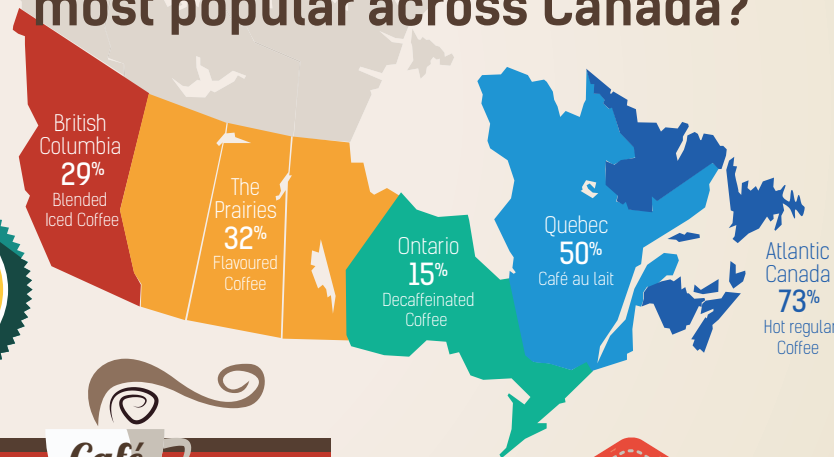 most popular across Canada?
British
Columbia
29%
Blended
Iced Coffee
The
Prairies
32%
Flavoured
Coffee
Ontario
15%
Decaffeinated
Coffee
Quebec
50%
Café au lait
Atlantic
Canada
73%
Hot regular
Coffee
Café